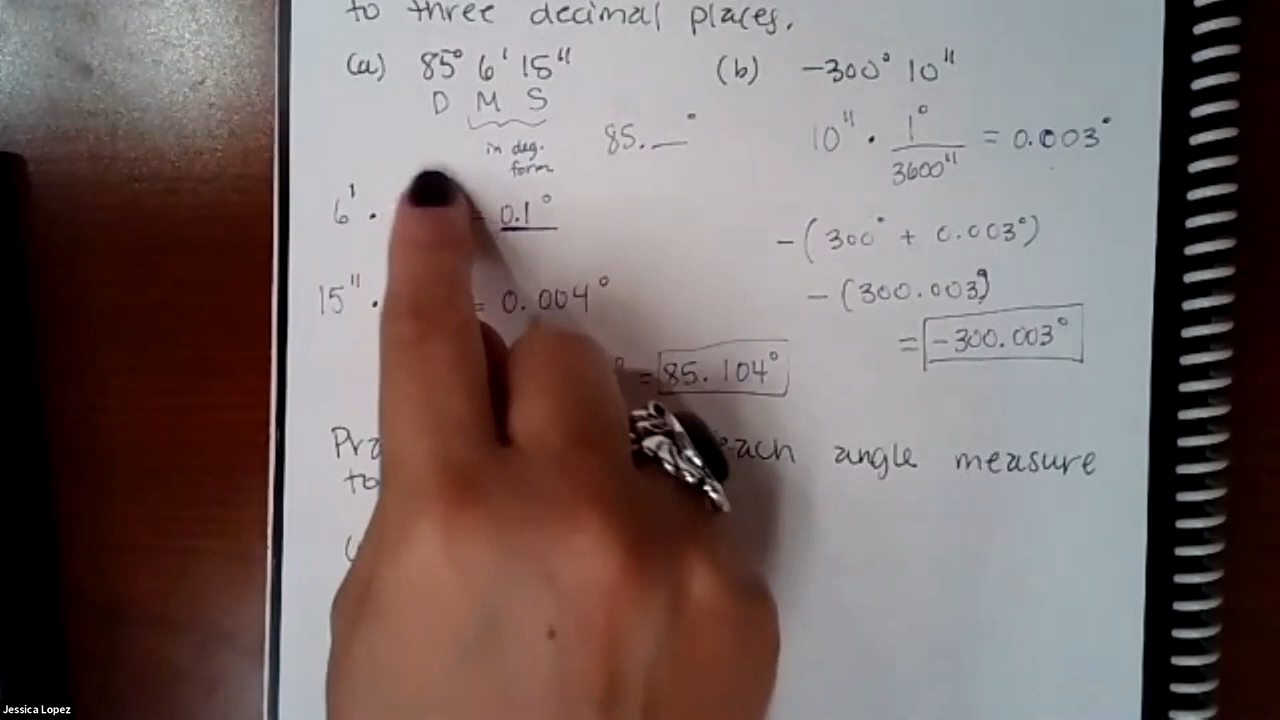 to three decimal places.
(a) 85° 6' 15"
D M S
in deg.
form
85.__°
6' · = 0.1°
15" · = 0.004°
= 85.104°
(b) -300° 10"
10" · 1°/3600" = 0.003°
-(300° + 0.003°)
-(300.003°)
= -300.003°
each angle measure
to
Jessica Lopez